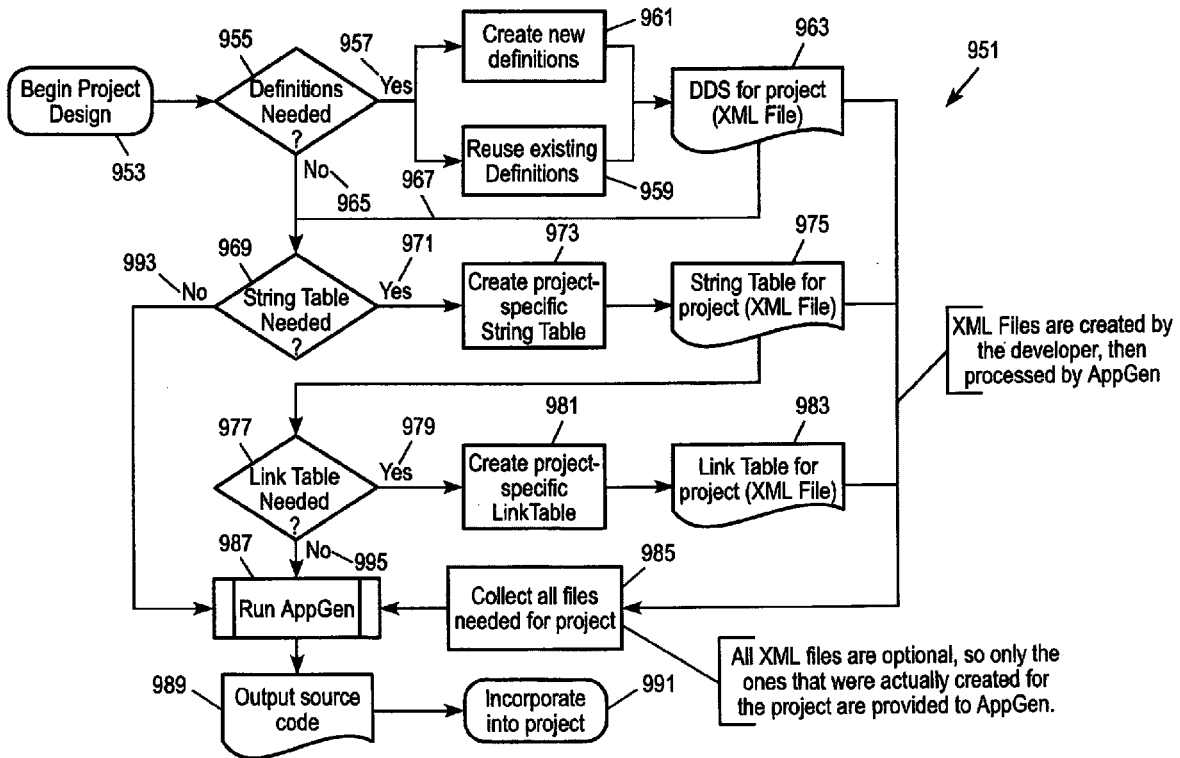 955
957
961
963
951
Begin Project
Design
953
Definitions
Needed
?
Yes
Create new
definitions
DDS for project
(XML File)
Reuse existing
Definitions
959
No
965
967
969
971
973
975
993
No
String Table
Needed
?
Yes
Create project-
specific
String Table
String Table for
project (XML File)
XML Files are created by
the developer, then
processed by AppGen
977
979
981
983
Link Table
Needed
?
Yes
Create project-
specific
LinkTable
Link Table for
project (XML File)
987
No
995
985
Run AppGen
Collect all files
needed for project
All XML files are optional, so only the
ones that were actually created for
the project are provided to AppGen.
989
Output source
code
Incorporate
into project
991